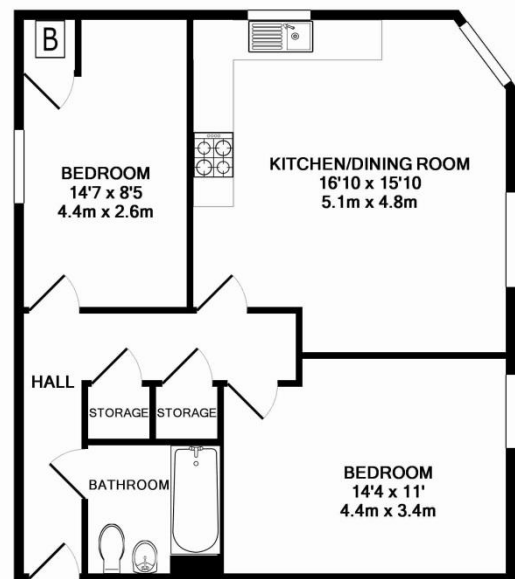 B
BEDROOM
14'7 x 8'5
4.4m x 2.6m
KITCHEN/DINING ROOM
16'10 x 15'10
5.1m x 4.8m
HALL
STORAGE
STORAGE
BATHROOM
BEDROOM
14'4 x 11'
4.4m x 3.4m